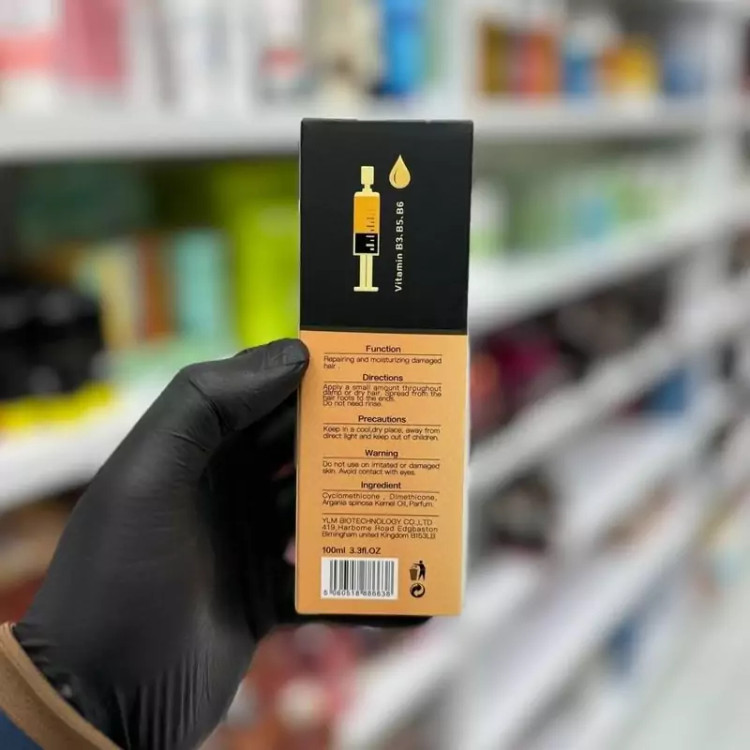 Vitamin B3.B5.B6
Function
Repairing and moisturizing damaged
hair .
Directions
Apply a small amount throughout
damp or dry hair. Spread from the
hair roots to the ends.
Do not need rinse.
Precautions
Keep in a cool,dry place, away from
direct light and keep out of children.
Warning
Do not use on irritated or damaged
skin. Avoid contact with eyes.
Ingredient
Cyclomethicone , Dimethicone,
Argania spinosa Kernel Oil, Parfum.
YLM BIOTECHNOLOGY CO.,LTD
419,Harborne Road Edgbaston
Birmingham united Kingdom B153LB
100ml 3.3fl.OZ
8 060518 888838